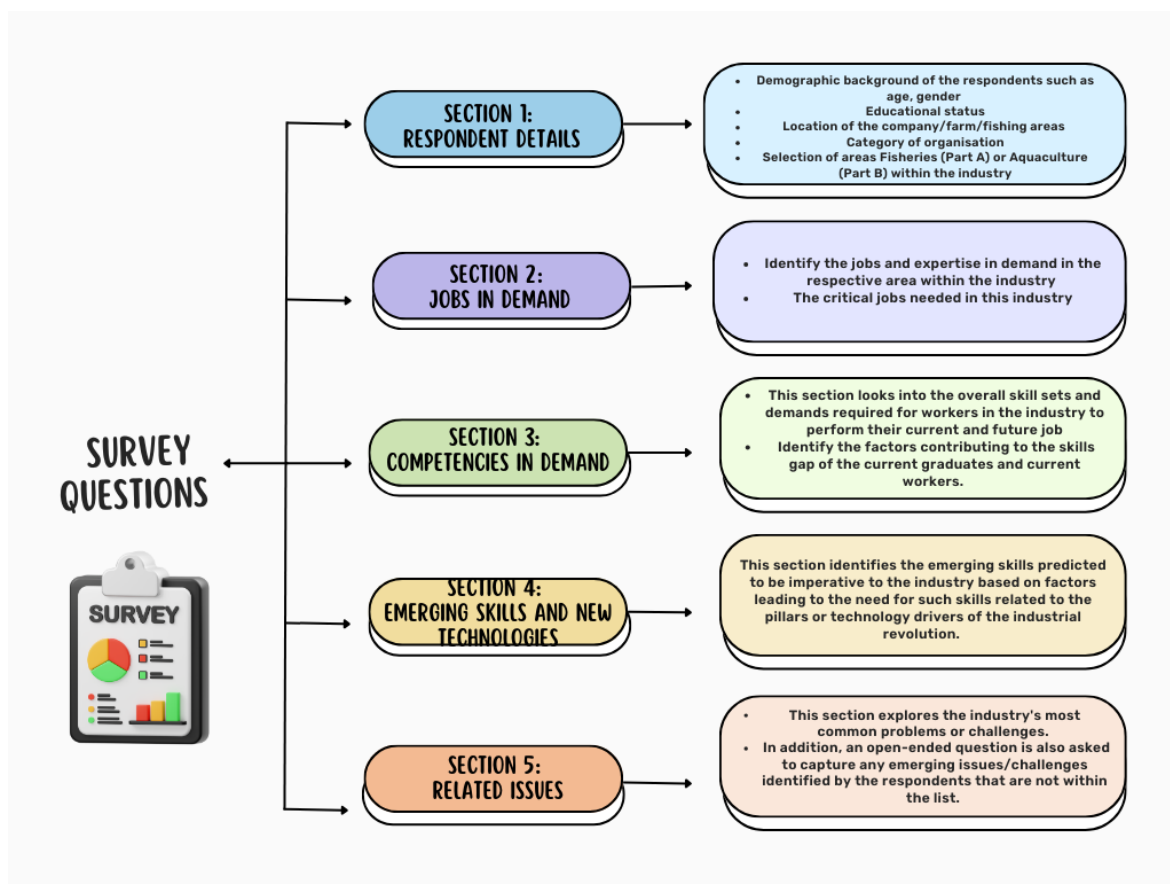 SECTION 1:
RESPONDENT DETAILS
• Demographic background of the respondents such as
age, gender
• Educational status
• Location of the company/farm/fishing areas
• Category of organisation
• Selection of areas Fisheries (Part A) or Aquaculture
(Part B) within the industry
SECTION 2:
JOBS IN DEMAND
• Identify the jobs and expertise in demand in the
respective area within the industry
• The critical jobs needed in this industry
SURVEY
QUESTIONS
SECTION 3:
COMPETENCIES IN DEMAND
• This section looks into the overall skill sets and
demands required for workers in the industry to
perform their current and future job
• Identify the factors contributing to the skills
gap of the current graduates and current
workers.
SURVEY
SECTION 4:
EMERGING SKILLS AND NEW
TECHNOLOGIES
This section identifies the emerging skills predicted
to be imperative to the industry based on factors
leading to the need for such skills related to the
pillars or technology drivers of the industrial
revolution.
SECTION 5:
RELATED ISSUES
• This section explores the industry's most
common problems or challenges.
• In addition, an open-ended question is also asked
to capture any emerging issues/challenges
identified by the respondents that are not within
the list.